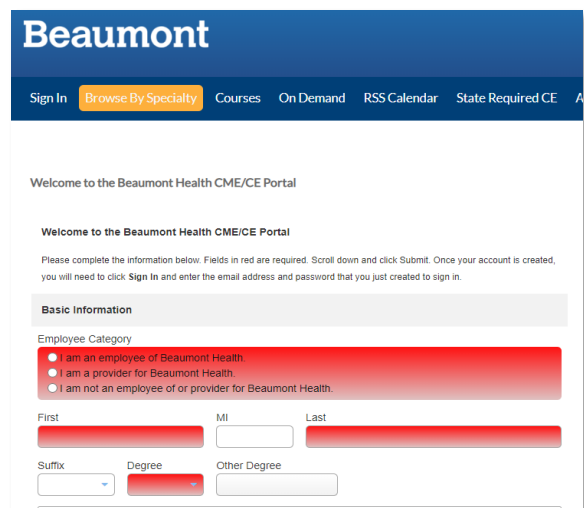 Beaumont
Sign In Browse By Specialty Courses On Demand RSS Calendar State Required CE A
Welcome to the Beaumont Health CME/CE Portal
Welcome to the Beaumont Health CME/CE Portal
Please complete the information below. Fields in red are required. Scroll down and click Submit. Once your account is created,
you will need to click Sign In and enter the email address and password that you just created to sign in.
Basic Information
Employee Category
I am an employee of Beaumont Health.
I am a provider for Beaumont Health.
I am not an employee of or provider for Beaumont Health.
First MI Last
Suffix Degree Other Degree